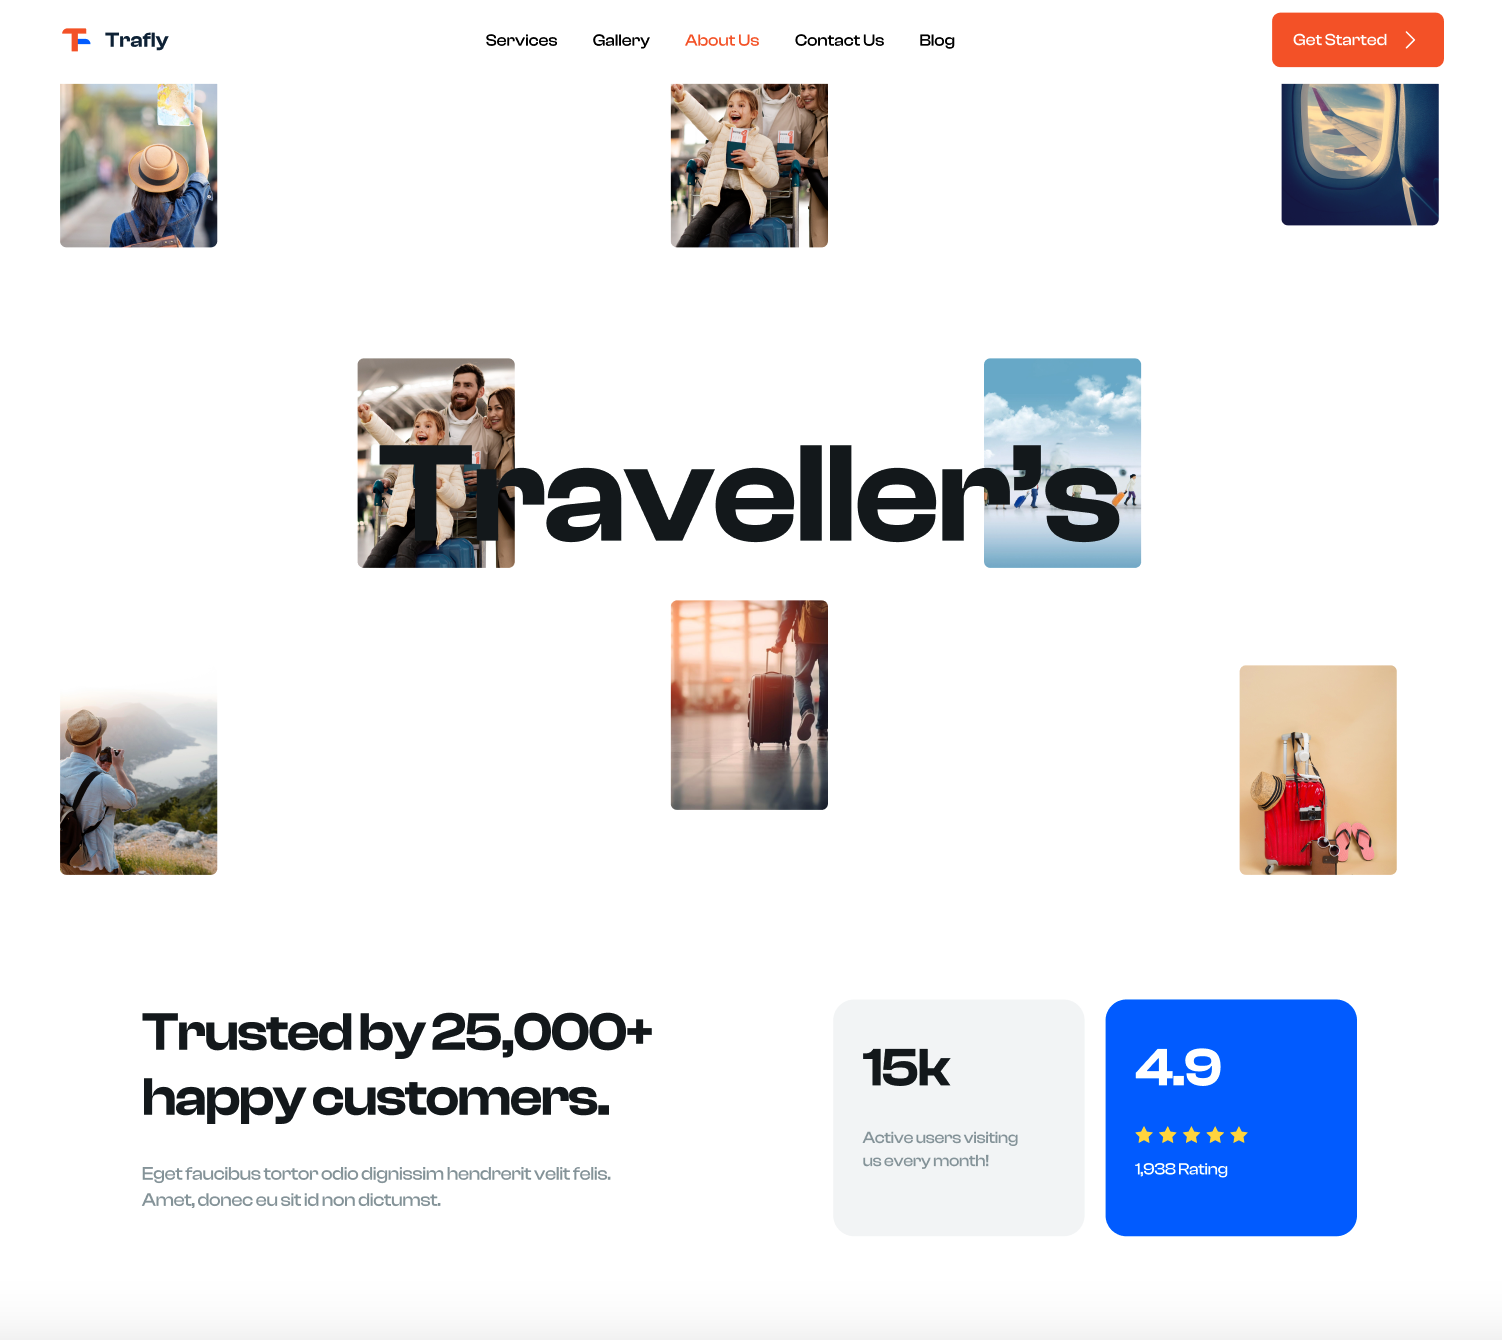 Trafly
Services
Gallery
About Us
Contact Us
Blog
Get Started
Traveller’s
Trusted by 25,000+
happy customers.
Eget faucibus tortor odio dignissim hendrerit velit felis.
Amet, donec eu sit id non dictumst.
15k
Active users visiting
us every month!
4.9
1,938 Rating